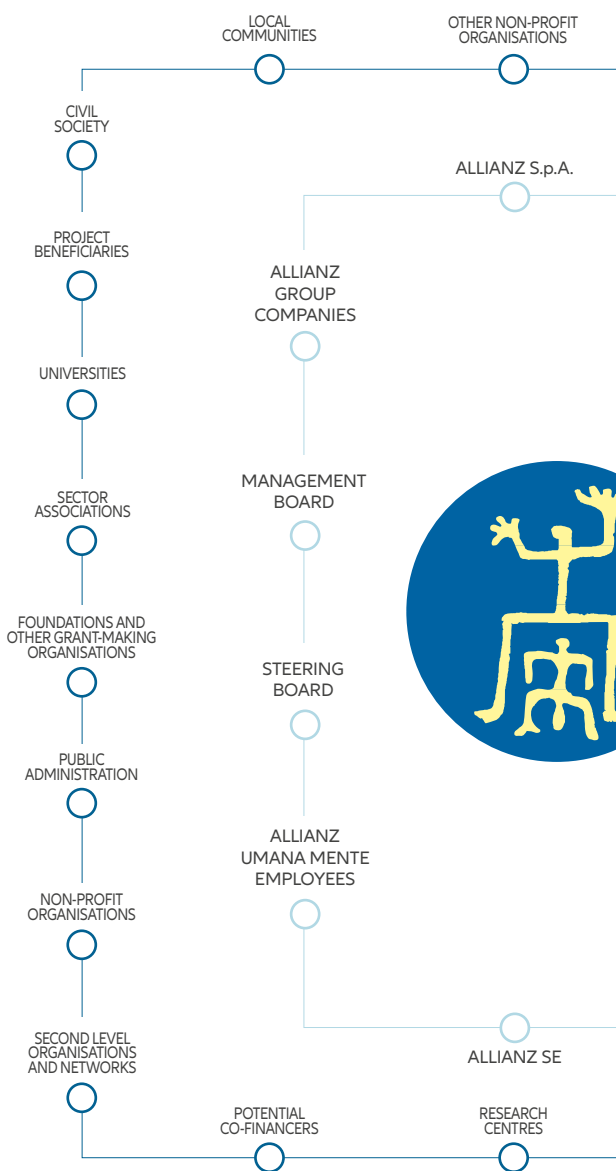 LOCAL
COMMUNITIES
OTHER NON-PROFIT
ORGANISATIONS
CIVIL
SOCIETY
ALLIANZ S.p.A.
PROJECT
BENEFICIARIES
ALLIANZ
GROUP
COMPANIES
UNIVERSITIES
MANAGEMENT
BOARD
SECTOR
ASSOCIATIONS
FOUNDATIONS AND
OTHER GRANT-MAKING
ORGANISATIONS
STEERING
BOARD
PUBLIC
ADMINISTRATION
ALLIANZ
UMANA MENTE
EMPLOYEES
NON-PROFIT
ORGANISATIONS
SECOND LEVEL
ORGANISATIONS
AND NETWORKS
ALLIANZ SE
POTENTIAL
CO-FINANCERS
RESEARCH
CENTRES